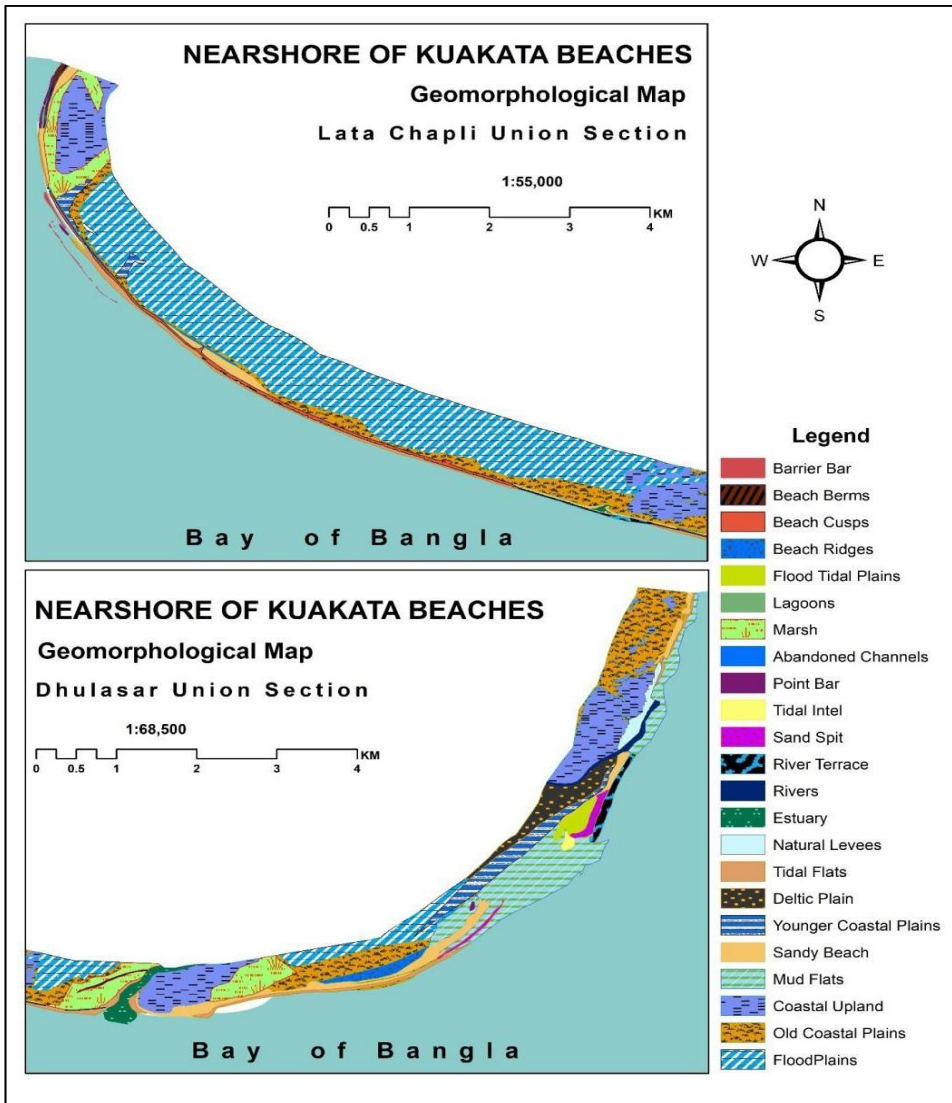 NEARSHORE OF KUAKATA BEACHES
Geomorphological Map
Lata Chapli Union Section
1:55,000
0 0.5 1 2 3 4 KM
Bay of Bangla
N
W E
S
NEARSHORE OF KUAKATA BEACHES
Geomorphological Map
Dhulasar Union Section
1:68,500
0 0.5 1 2 3 4 KM
Bay of Bangla
Legend
Barrier Bar
Beach Berms
Beach Cusps
Beach Ridges
Flood Tidal Plains
Lagoons
Marsh
Abandoned Channels
Point Bar
Tidal Intel
Sand Spit
River Terrace
Rivers
Estuary
Natural Levees
Tidal Flats
Deltic Plain
Younger Coastal Plains
Sandy Beach
Mud Flats
Coastal Upland
Old Coastal Plains
FloodPlains